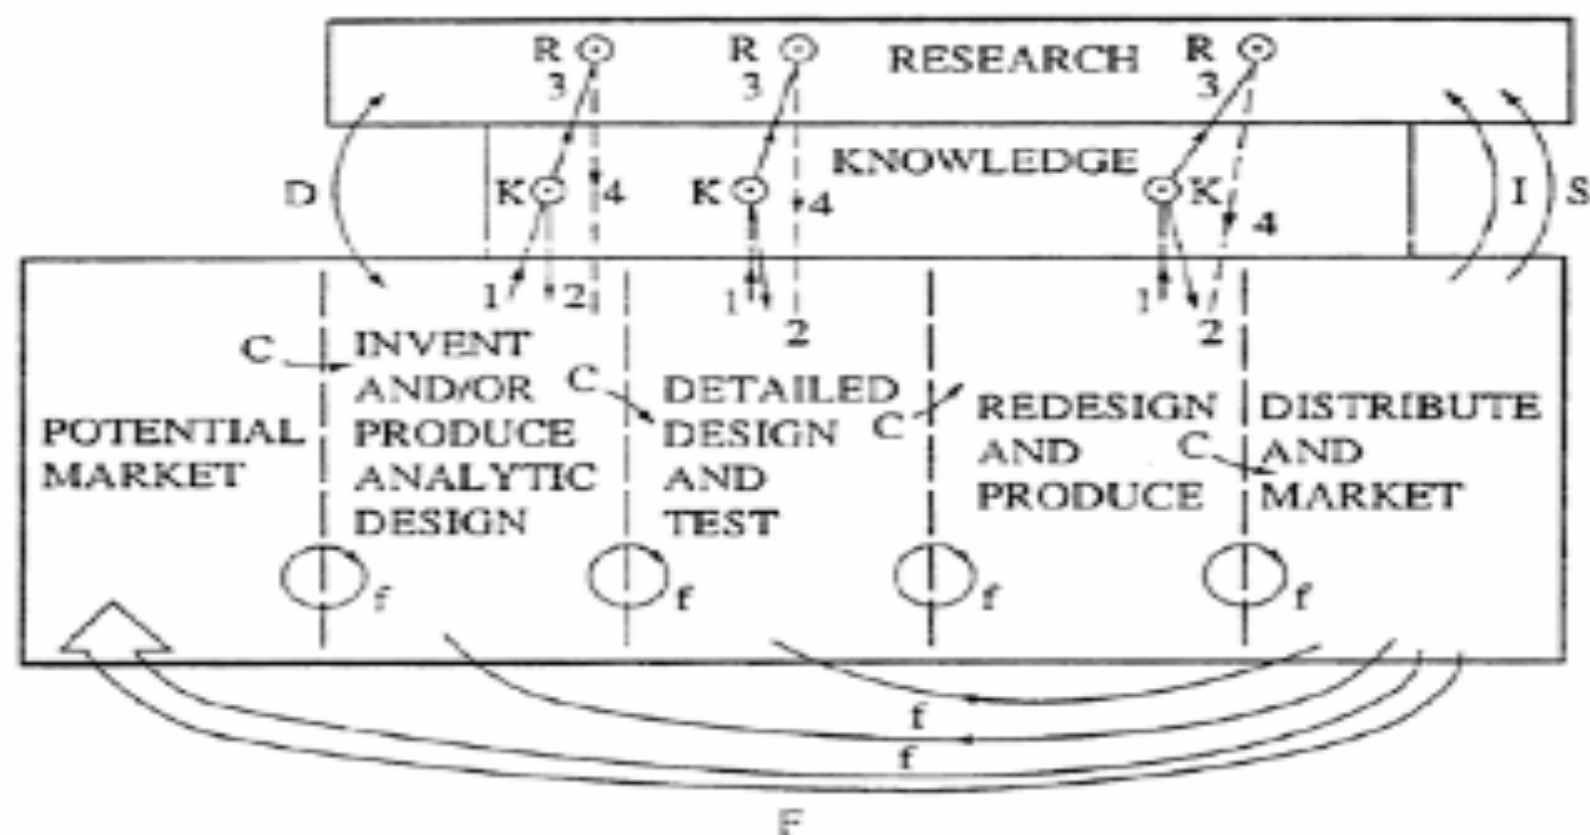 R R RESEARCH R
3 3 3
KNOWLEDGE
D K 4 K 4 K 4 I S
1 2 1 2 1 2
C
INVENT
AND/OR
PRODUCE
ANALYTIC
DESIGN
POTENTIAL
MARKET
C
DETAILED
DESIGN
AND
TEST
C
REDESIGN
AND
PRODUCE
C
DISTRIBUTE
AND
MARKET
f f f f
f
f
F